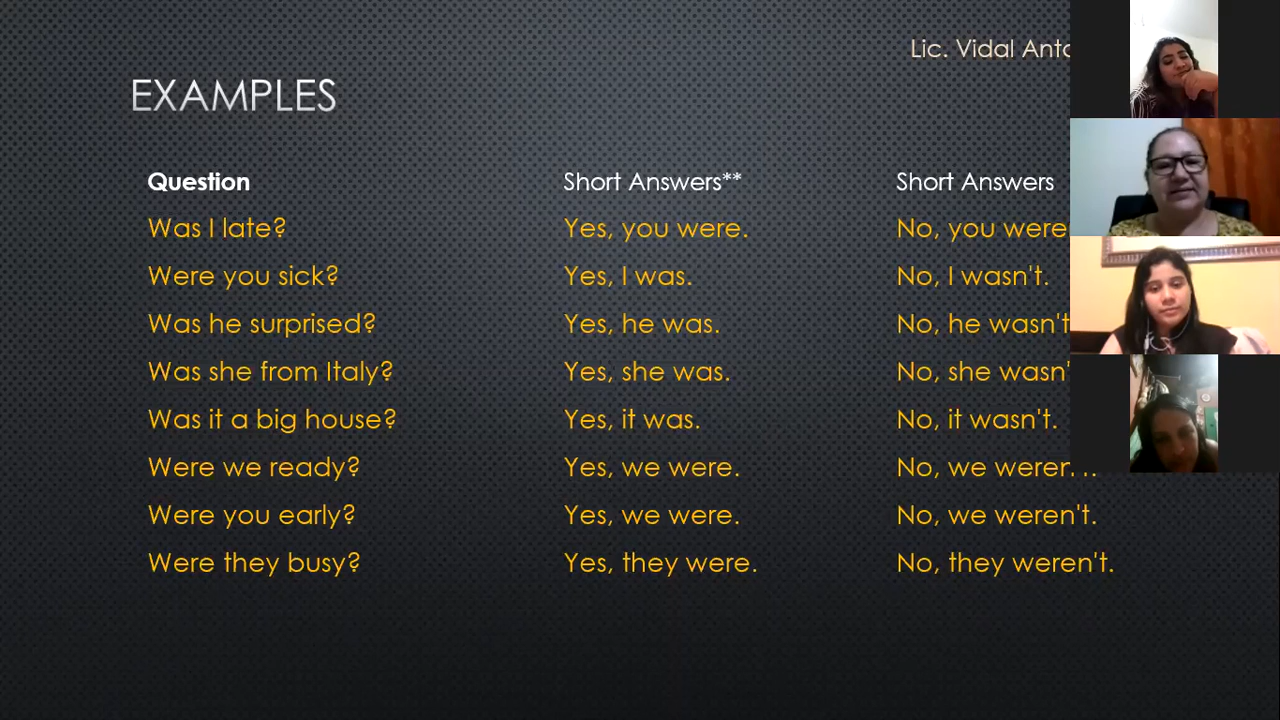 Lic. Vidal
EXAMPLES
Question Short Answers** Short Answers
Was I late? Yes, you were. No, you
Were you sick? Yes, I was. No, I wasn't.
Was he surprised? Yes, he was. No, he wasn't
Was she from Italy? Yes, she was. No, she
Was it a big house? Yes, it was. No, it wasn't.
Were we ready? Yes, we were. No, we
Were you early? Yes, we were. No, we weren't.
Were they busy? Yes, they were. No, they weren't.